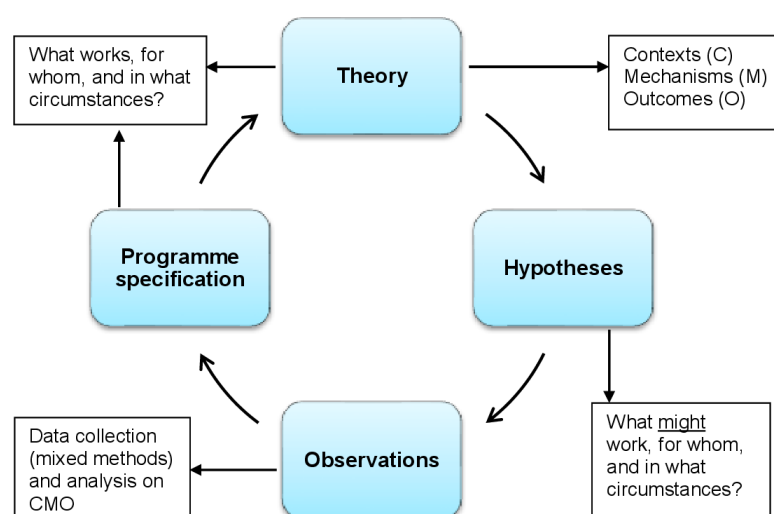 What works, for
whom, and in what
circumstances?
Theory
Contexts (C)
Mechanisms (M)
Outcomes (O)
Programme
specification
Hypotheses
Data collection
(mixed methods)
and analysis on
CMO
Observations
What might
work, for whom,
and in what
circumstances?